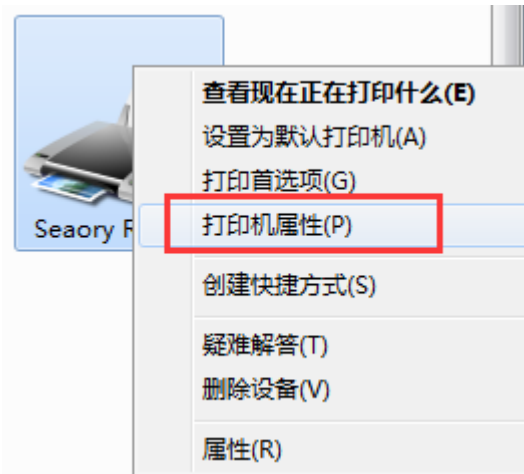 查看现在正在打印什么(E)
设置为默认打印机(A)
打印首选项(G)
Seaory
打印机属性(P)
创建快捷方式(S)
疑难解答(T)
删除设备(V)
属性(R)